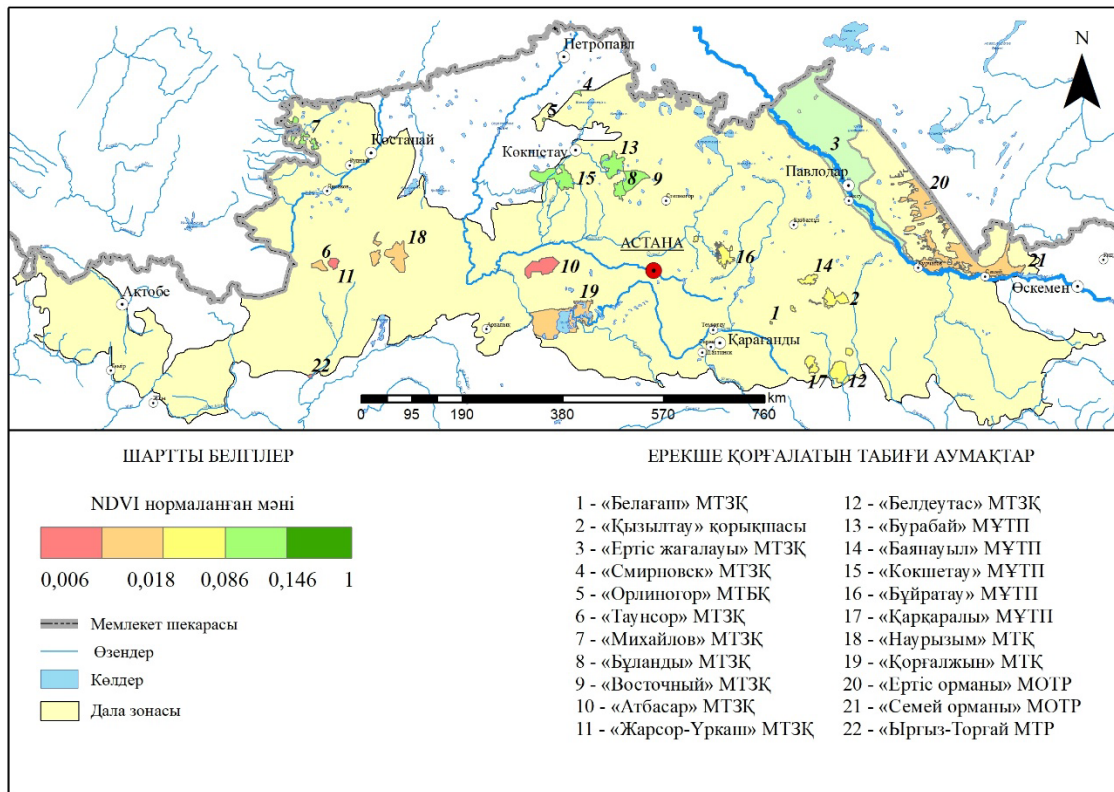 Петропавл
N
4
5
7
Қостанай
Көкшетау
13
3
15
8
9
Павлодар
20
АСТАНА
18
6
11
10
16
14
21
2
Өскемен
Ақтөбе
19
1
Қарағанды
22
17
12
0 95 190 380 570 760 km
ШАРТТЫ БЕЛГІЛЕР
NDVI нормаланған мәні
0,006 0,018 0,086 0,146 1
Мемлекет шекарасы
Өзендер
Көлдер
Дала зонасы
ЕРЕКШЕ ҚОРҒАЛАТЫН ТАБИҒИ АУМАҚТАР
1 - «Белағаш» МТЗҚ
2 - «Қызылтау» қорықшасы
3 - «Ертіс жағалауы» МТЗҚ
4 - «Смирновск» МТЗҚ
5 - «Орлиногор» МТБҚ
6 - «Таунсор» МТЗҚ
7 - «Михайлов» МТЗҚ
8 - «Бұланды» МТЗҚ
9 - «Восточный» МТЗҚ
10 - «Атбасар» МТЗҚ
11 - «Жарсор-Үркаш» МТЗҚ
12 - «Белдеутас» МТЗҚ
13 - «Бурабай» МҰТП
14 - «Баянауыл» МҰТП
15 - «Кокшетау» МҰТП
16 - «Бұйратау» МҰТП
17 - «Қарқаралы» МҰТП
18 - «Наурызым» МТҚ
19 - «Қорғалжын» МТҚ
20 - «Ертіс орманы» МОТР
21 - «Семей орманы» МОТР
22 - «Ырғыз-Торғай МТР